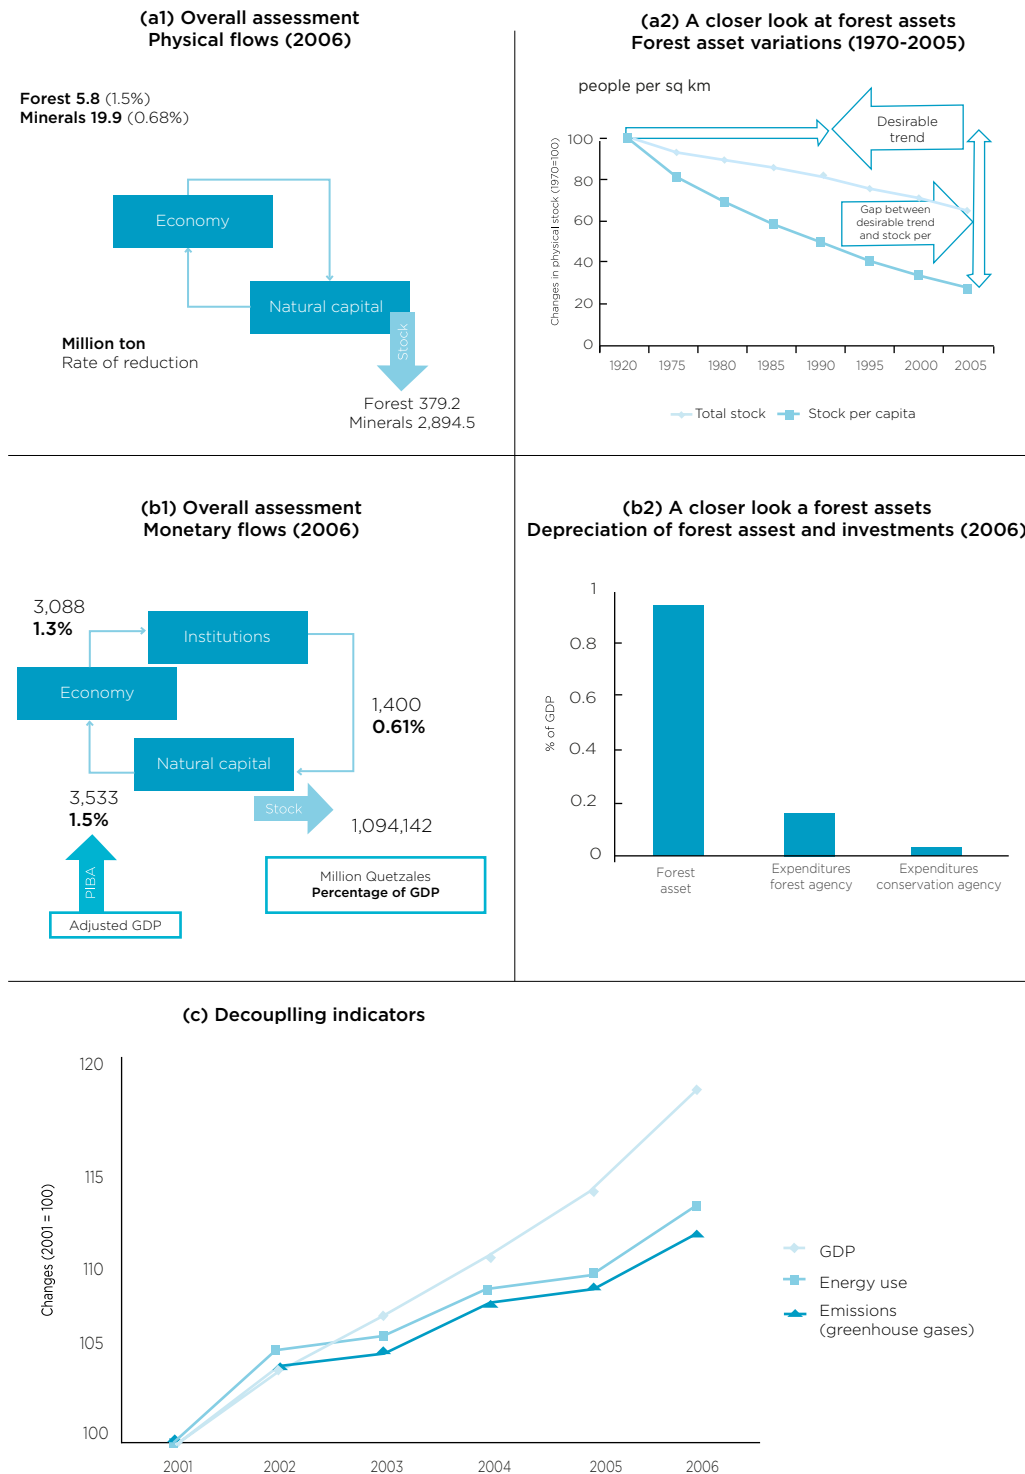 (a1) Overall assessment
Physical flows (2006)
Forest 5.8 (1.5%)
Minerals 19.9 (0.68%)
Economy
Natural capital
Stock
Million ton
Rate of reduction
Forest 379.2
Minerals 2,894.5
(a2) A closer look at forest assets
Forest asset variations (1970-2005)
people per sq km
Changes in physical stock (1970=100)
100
80
60
40
20
0
Desirable
trend
Gap between
desirable trend
and stock per
1920 1975 1980 1985 1990 1995 2000 2005
Total stock Stock per capita
(b1) Overall assessment
Monetary flows (2006)
3,088
1.3%
Institutions
Economy
1,400
0.61%
Natural capital
3,533
1.5%
Stock
1,094,142
PIBA
Adjusted GDP
Million Quetzales
Percentage of GDP
(b2) A closer look a forest assets
Depreciation of forest assest and investments (2006)
% of GDP
1
0.8
0.6
0.4
0.2
0
Forest
asset
Expenditures
forest agency
Expenditures
conservation agency
(c) Decouplling indicators
Changes (2001 = 100)
120
115
110
105
100
2001 2002 2003 2004 2005 2006
GDP
Energy use
Emissions
(greenhouse gases)